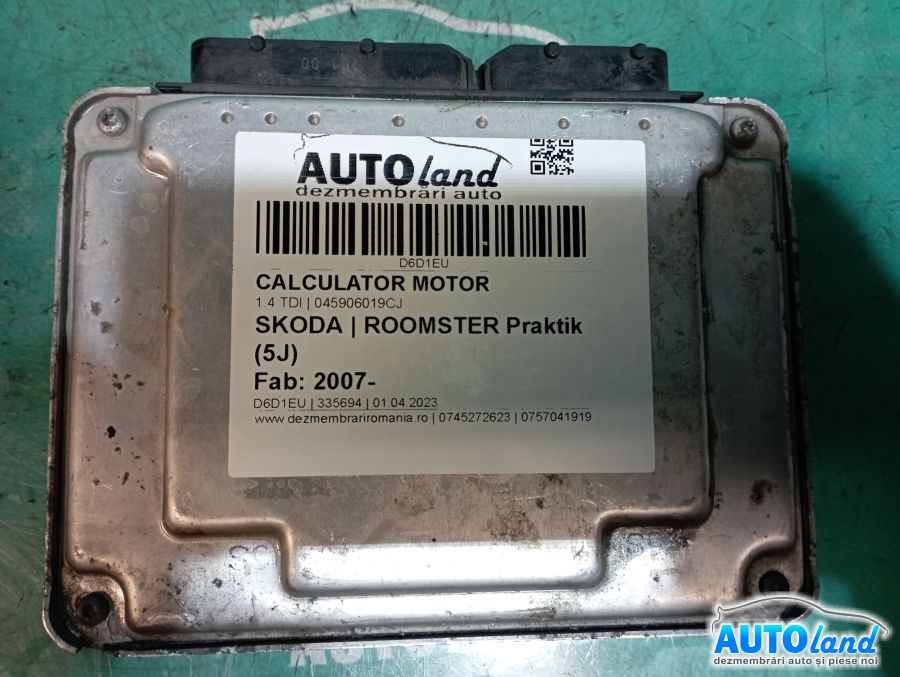 AUTOland
dezmembrări auto
D6D1EU
CALCULATOR MOTOR
1.4 TDI | 045906019CJ
SKODA | ROOMSTER Praktik
(5J)
Fab: 2007-
D6D1EU | 335694 | 01.04.2023
www.dezmembrariromania.ro | 0745272623 | 0757041919
AUTOland
dezmembrări auto și piese noi